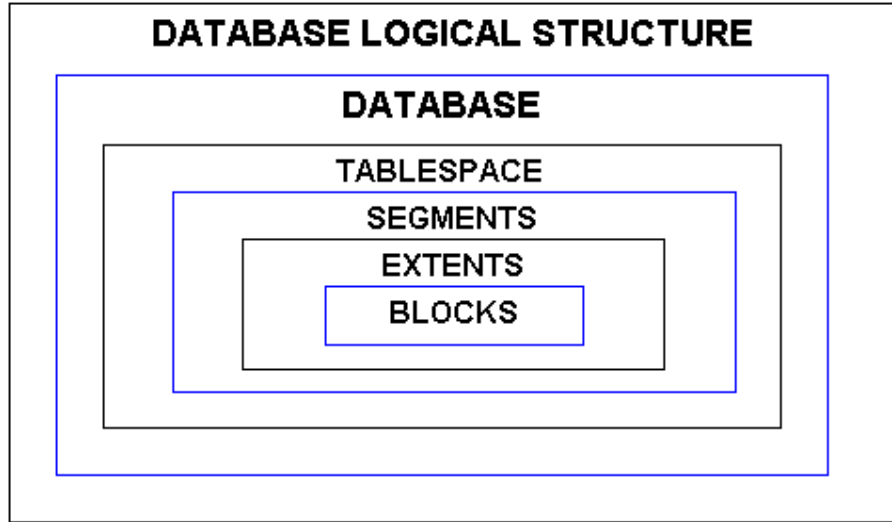 DATABASE LOGICAL STRUCTURE
DATABASE
TABLESPACE
SEGMENTS
EXTENTS
BLOCKS